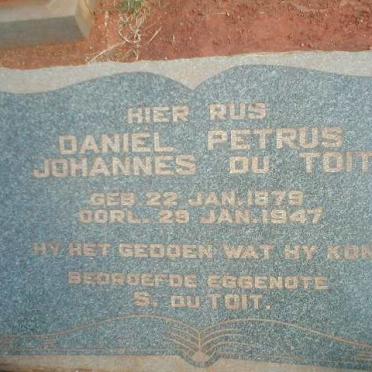 HIER RUS
DANIEL PETRUS
JOHANNES DU TOIT
GEB. 22 JAN. 1879
OORL. 29 JAN. 1947
HY HET GEDOEN WAT HY KON
BEDROEFDE EGGENOTE
S. DU TOIT.